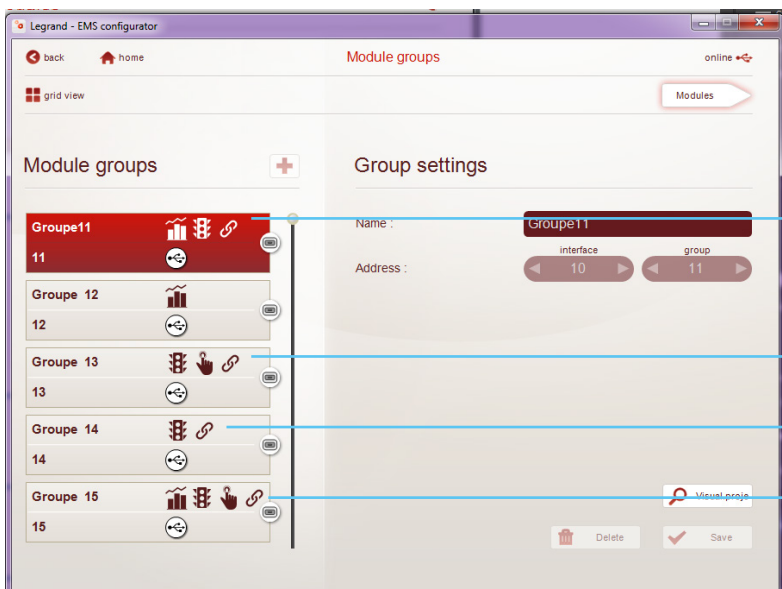 Legrand - EMS configurator
back home Module groups online
grid view Modules
Module groups Group settings
Groupe11
11
Groupe 12
12
Groupe 13
13
Groupe 14
14
Groupe 15
15
Name : Groupe11
interface group
Address : 10 11
Visual proje
Delete Save